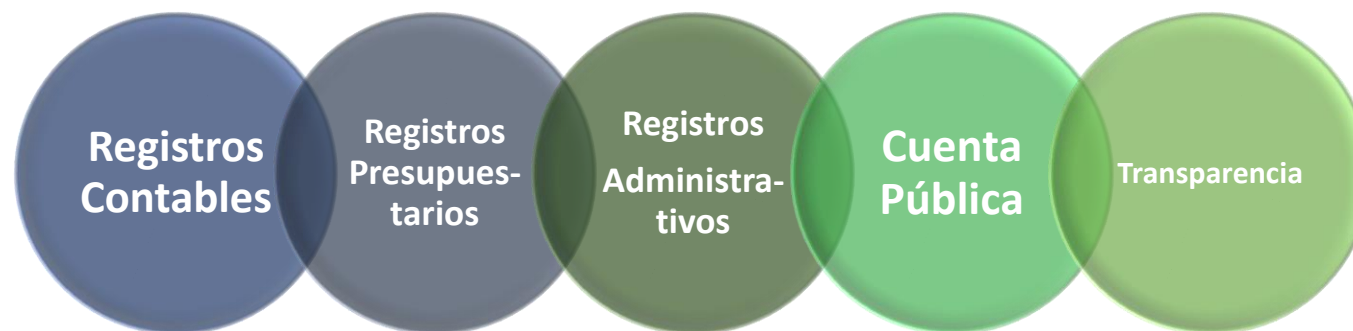 Registros
Contables
Registros
Presupues-
tarios
Registros
Administra-
tivos
Cuenta
Pública
Transparencia